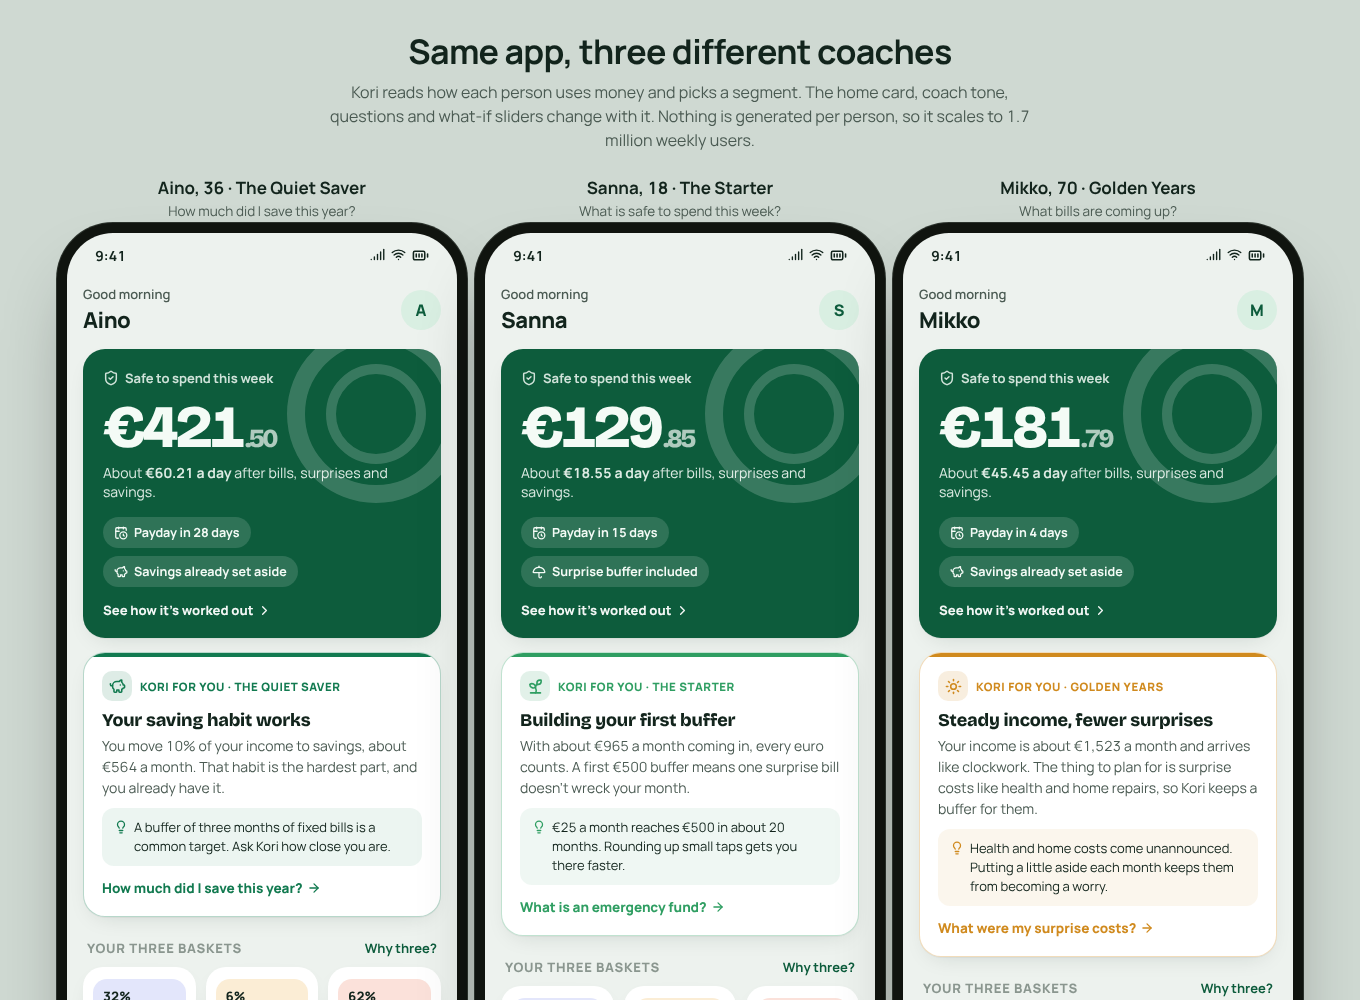 Same app, three different coaches
Kori reads how each person uses money and picks a segment. The home card, coach tone,
questions and what-if sliders change with it. Nothing is generated per person, so it scales to 1.7
million weekly users.
Aino, 36 · The Quiet Saver
How much did I save this year?
9:41
Good morning
Aino
A
Safe to spend this week
€421.50
About €60.21 a day after bills, surprises and
savings.
Payday in 28 days
Savings already set aside
See how it's worked out
KORI FOR YOU · THE QUIET SAVER
Your saving habit works
You move 10% of your income to savings, about
€564 a month. That habit is the hardest part, and
you already have it.
A buffer of three months of fixed bills is a
common target. Ask Kori how close you are.
How much did I save this year? →
YOUR THREE BASKETS
Why three?
32%
6%
62%
Sanna, 18 · The Starter
What is safe to spend this week?
9:41
Good morning
Sanna
S
Safe to spend this week
€129.85
About €18.55 a day after bills, surprises and
savings.
Payday in 15 days
Surprise buffer included
See how it's worked out
KORI FOR YOU · THE STARTER
Building your first buffer
With about €965 a month coming in, every euro
counts. A first €500 buffer means one surprise bill
doesn't wreck your month.
€25 a month reaches €500 in about 20
months. Rounding up small taps gets you
there faster.
What is an emergency fund? →
YOUR THREE BASKETS
Why three?
Mikko, 70 · Golden Years
What bills are coming up?
9:41
Good morning
Mikko
M
Safe to spend this week
€181.79
About €45.45 a day after bills, surprises and
savings.
Payday in 4 days
Savings already set aside
See how it's worked out
KORI FOR YOU · GOLDEN YEARS
Steady income, fewer surprises
Your income is about €1,523 a month and arrives
like clockwork. The thing to plan for is surprise
costs like health and home repairs, so Kori keeps a
buffer for them.
Health and home costs come unannounced.
Putting a little aside each month keeps them
from becoming a worry.
What were my surprise costs? →
YOUR THREE BASKETS
Why three?